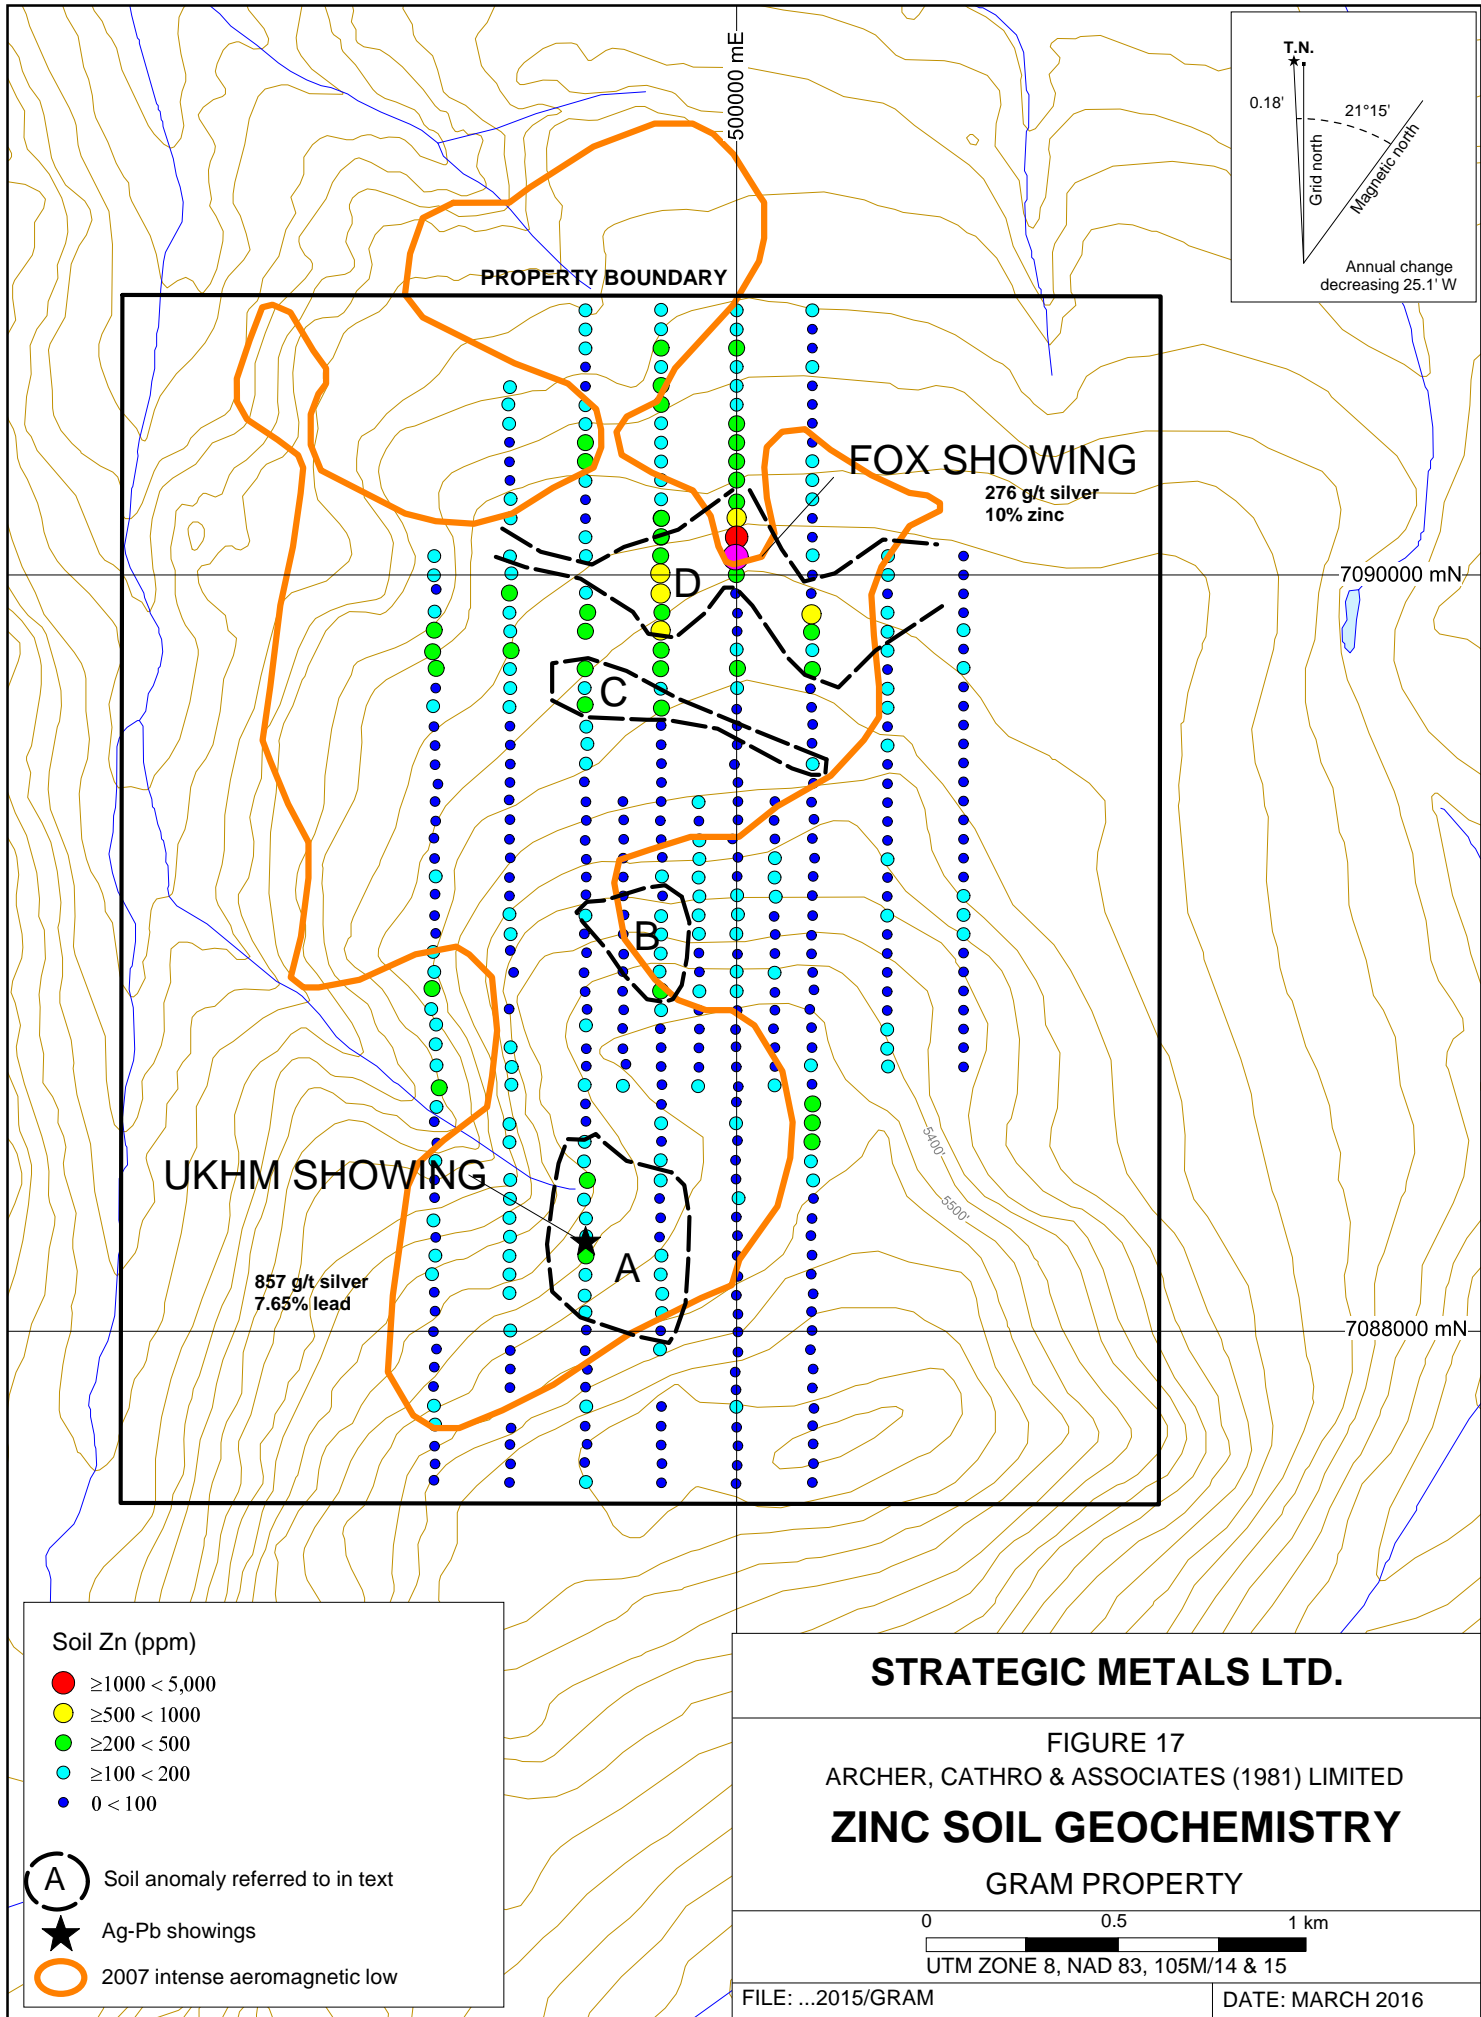 500000 mE
T.N.
0.18'
21°15'
Grid north
Magnetic north
Annual change
decreasing 25.1' W
PROPERTY BOUNDARY
FOX SHOWING
276 g/t silver
10% zinc
7090000 mN
D
C
B
5400'
5500'
UKHM SHOWING
A
857 g/t silver
7.65% lead
7088000 mN
Soil Zn (ppm)
≥1000 < 5,000
≥500 < 1000
≥200 < 500
≥100 < 200
0 < 100
A
Soil anomaly referred to in text
Ag-Pb showings
2007 intense aeromagnetic low
STRATEGIC METALS LTD.
FIGURE 17
ARCHER, CATHRO & ASSOCIATES (1981) LIMITED
ZINC SOIL GEOCHEMISTRY
GRAM PROPERTY
0 0.5 1 km
UTM ZONE 8, NAD 83, 105M/14 & 15
FILE: ...2015/GRAM
DATE: MARCH 2016